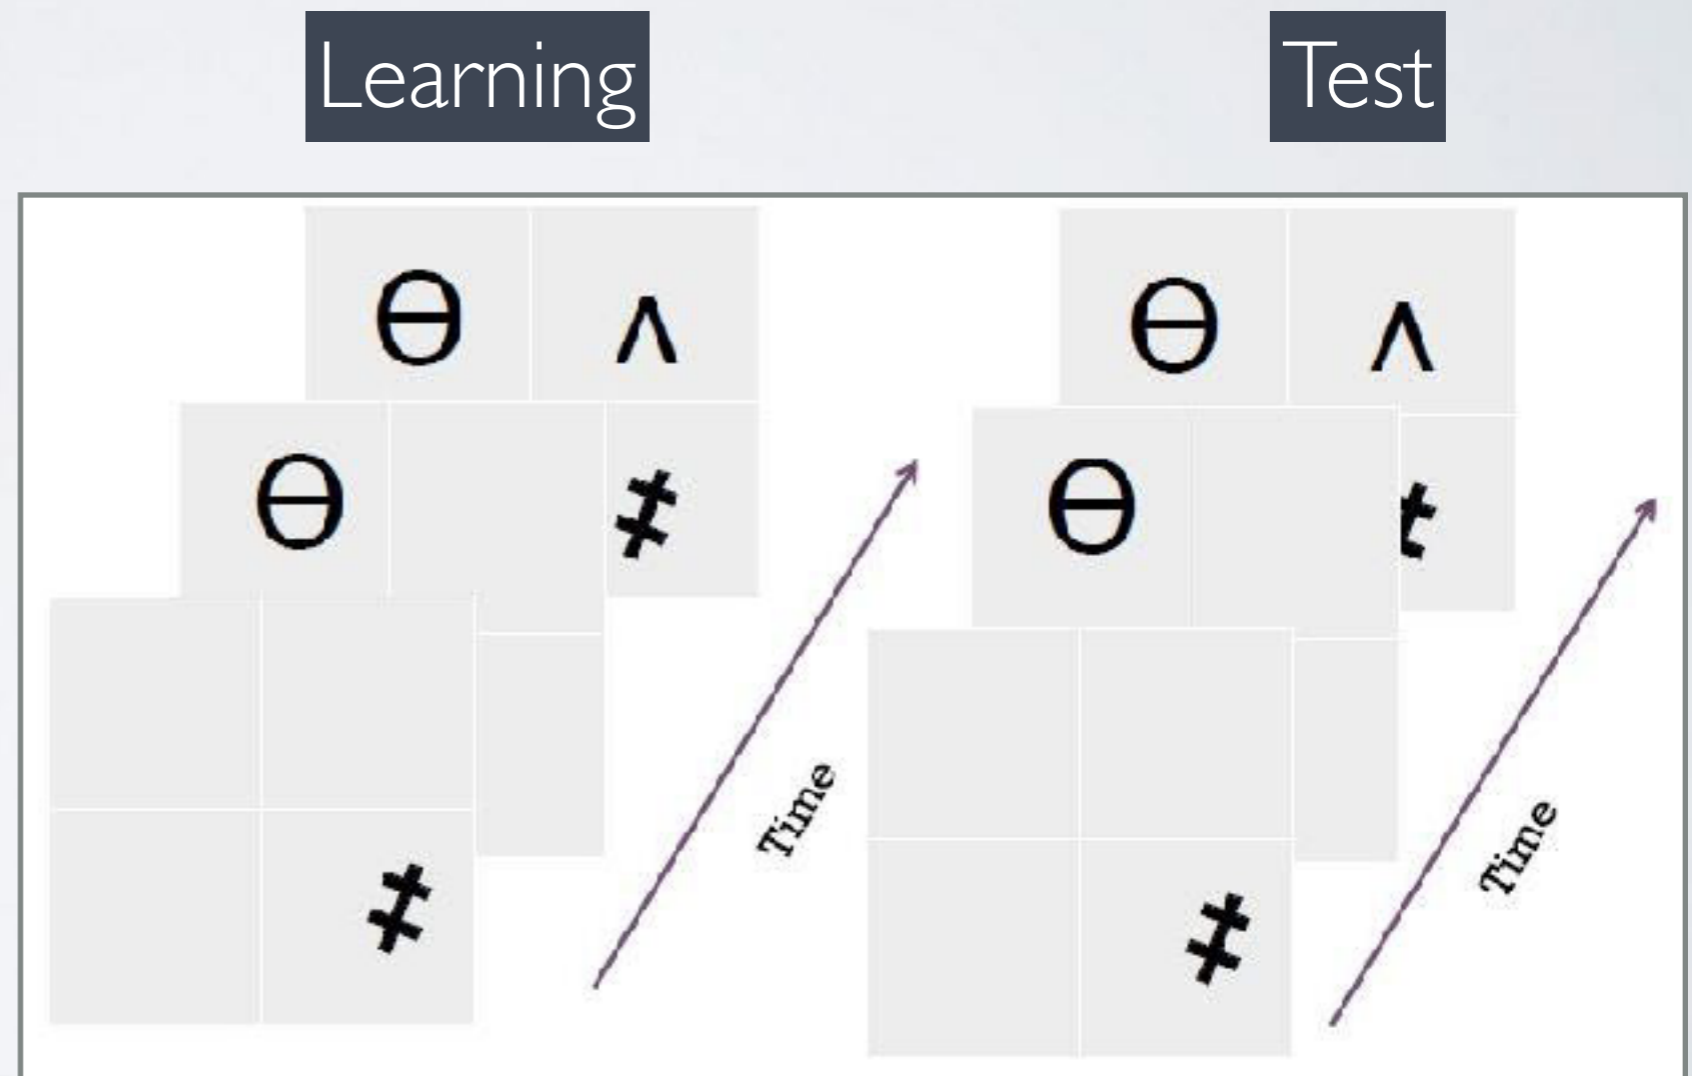 Learning
Test
Ө Ʌ
Ө Ʌ
Ө
ǂ
Ө
Time
ǂ
Time
ǂ